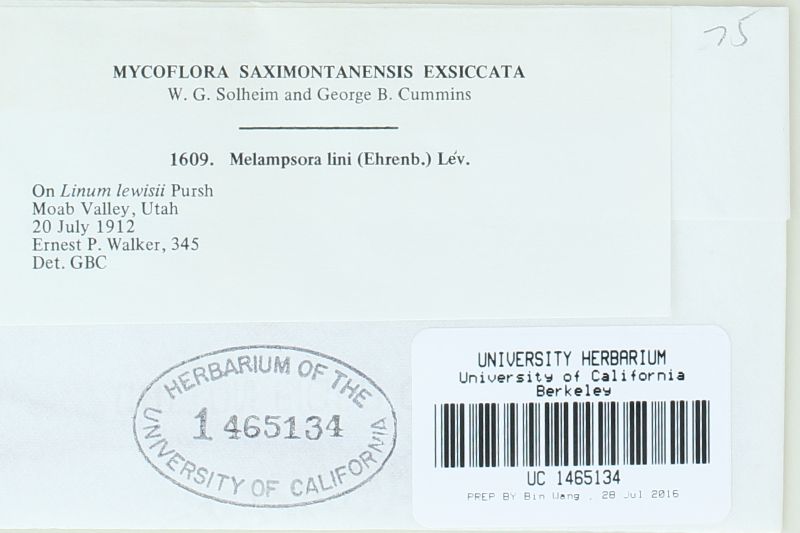 75
MYCOFLORA SAXIMONTANENSIS EXSICCATA
W. G. Solheim and George B. Cummins
1609. Melampsora lini (Ehrenb.) Lév.
On Linum lewisii Pursh
Moab Valley, Utah
20 July 1912
Ernest P. Walker, 345
Det. GBC
HERBARIUM OF THE
1465134
UNIVERSITY OF CALIFORNIA
UNIVERSITY HERBARIUM
University of California
Berkeley
UC 1465134
PREP BY Bin Wang , 28 Jul 2016